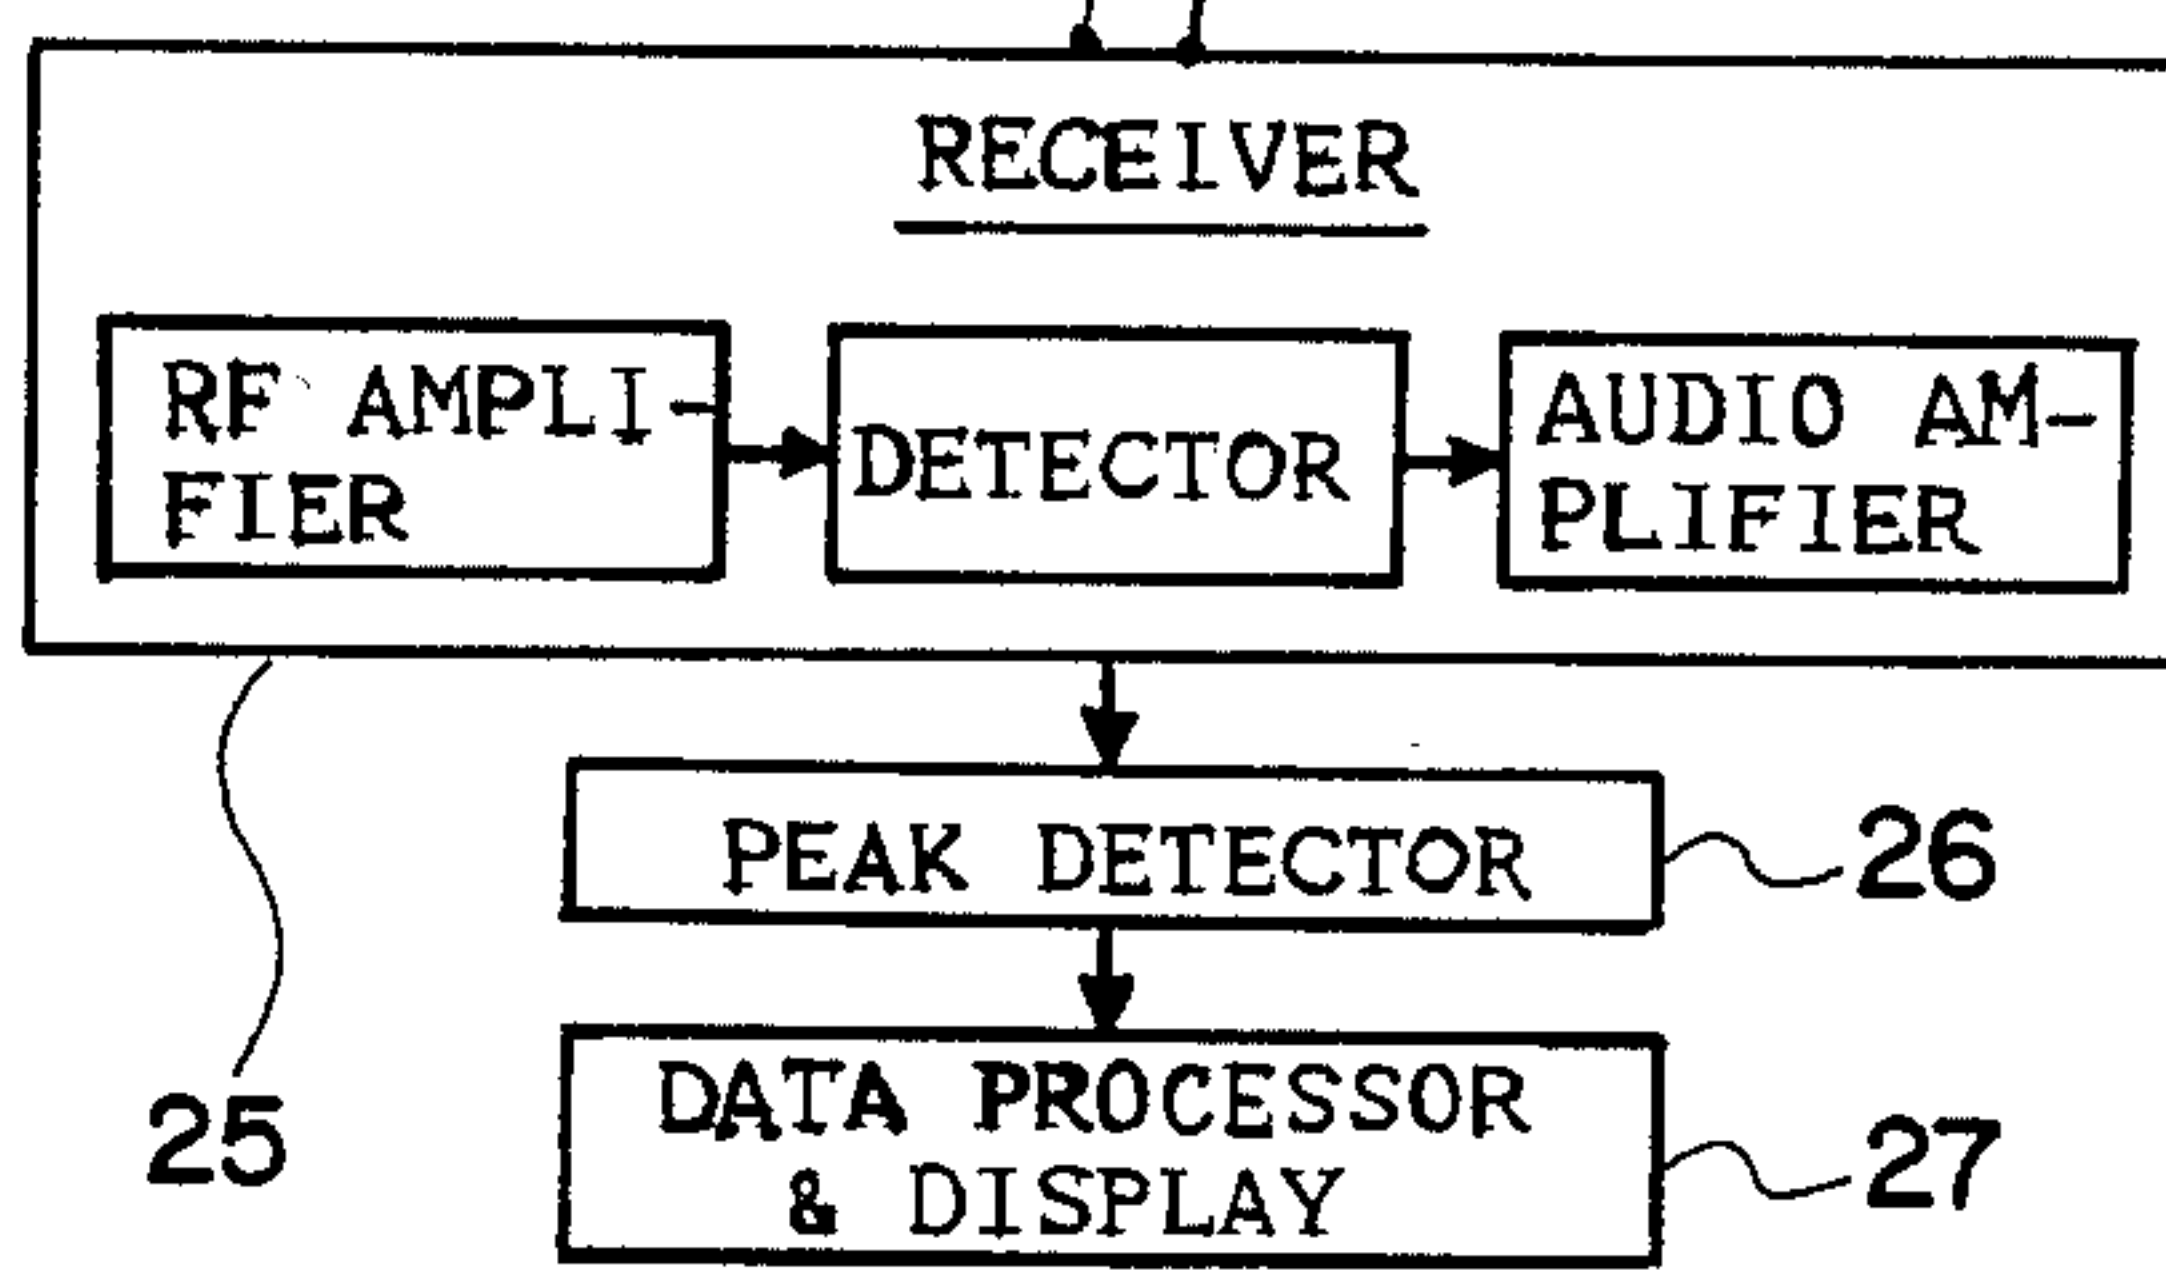 RECEIVER
RF AMPLI-
FIER
DETECTOR
AUDIO AM-
PLIFIER
PEAK DETECTOR
26
DATA PROCESSOR
& DISPLAY
25
27